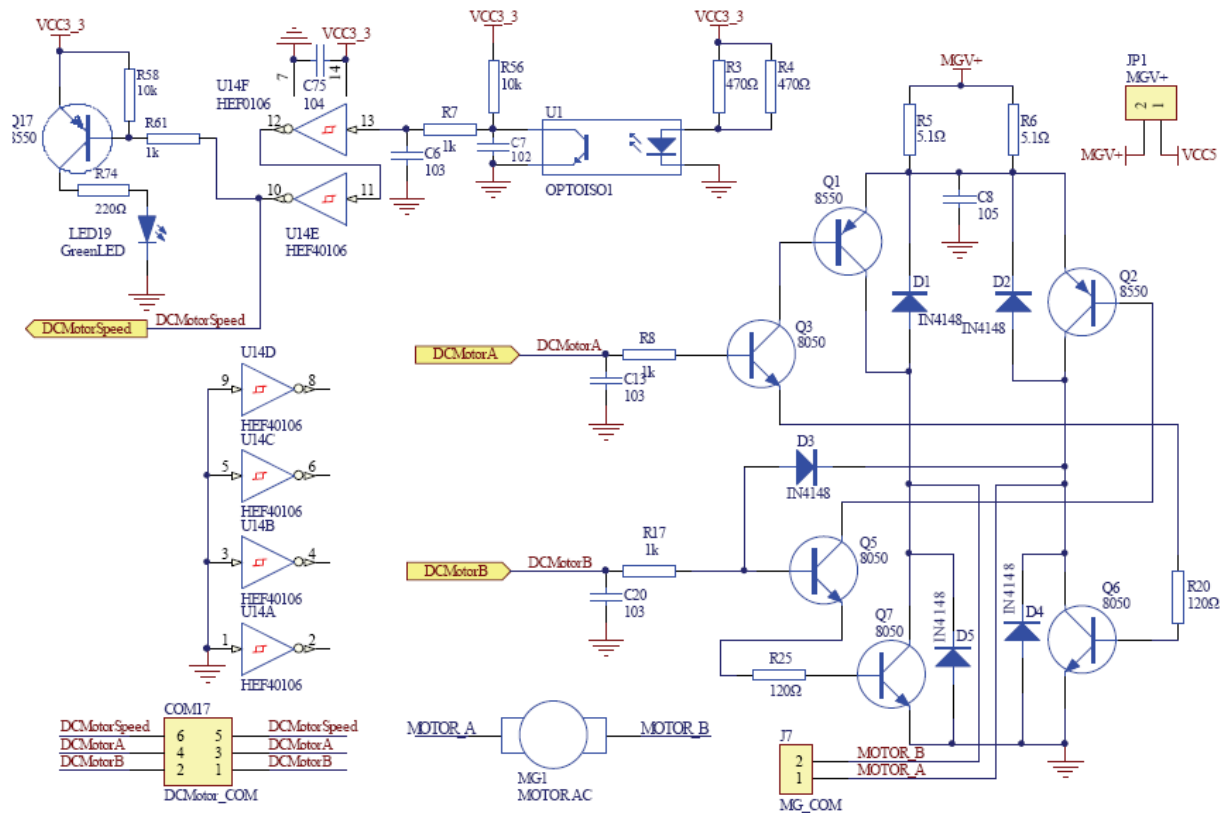 VCC3_3
R58
10k
Q17
8550
R61
1k
R74
220Ω
LED19
GreenLED
DCMotorSpeed
DCMotorSpeed
VCC3_3
7
C75
104
14
U14F
HEF0106
12
13
10
11
U14E
HEF40106
C6
103
R7
1k
VCC3_3
R56
10k
C7
102
U1
OPTOISO1
VCC3_3
R3
470Ω
R4
470Ω
MGV+
R5
5.1Ω
R6
5.1Ω
JP1
MGV+
2
1
MGV+
VCC5
Q1
8550
C8
105
D1
IN4148
D2
IN4148
Q2
8550
DCMotorA
DCMotorA
R8
1k
C13
103
Q3
8050
D3
IN4148
DCMotorB
DCMotorB
R17
1k
C20
103
Q5
8050
Q7
8050
R25
120Ω
IN4148
D5
IN4148
D4
Q6
8050
R20
120Ω
U14D
9
8
HEF40106
U14C
5
6
HEF40106
U14B
3
4
HEF40106
U14A
1
2
HEF40106
COM17
DCMotorSpeed
6
5
DCMotorSpeed
DCMotorA
4
3
DCMotorA
DCMotorB
2
1
DCMotorB
DCMotor_COM
MOTOR_A
MOTOR_B
MG1
MOTOR AC
J7
2
MOTOR_B
1
MOTOR_A
MG_COM